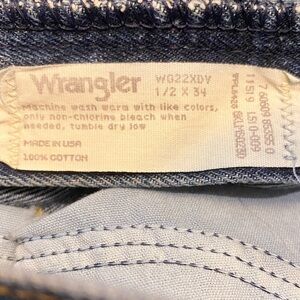 Wrangler
WG22XDV
1/2 X 34
Machine wash warm with like colors,
only non-chlorine bleach when
needed, tumble dry low
MADE IN USA
100% COTTON
11519